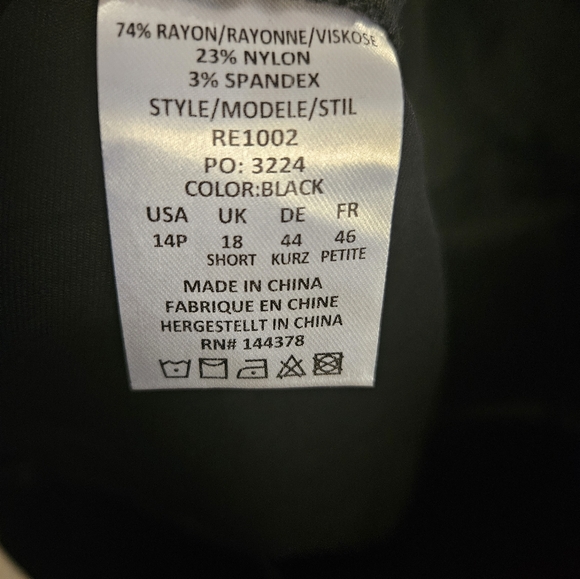 74% RAYON/RAYONNE/VISKOSE
23% NYLON
3% SPANDEX
STYLE/MODELE/STIL
RE1002
PO: 3224
COLOR:BLACK
USA UK DE FR
14P 18 44 46
SHORT KURZ PETITE
MADE IN CHINA
FABRIQUE EN CHINE
HERGESTELLT IN CHINA
RN# 144378